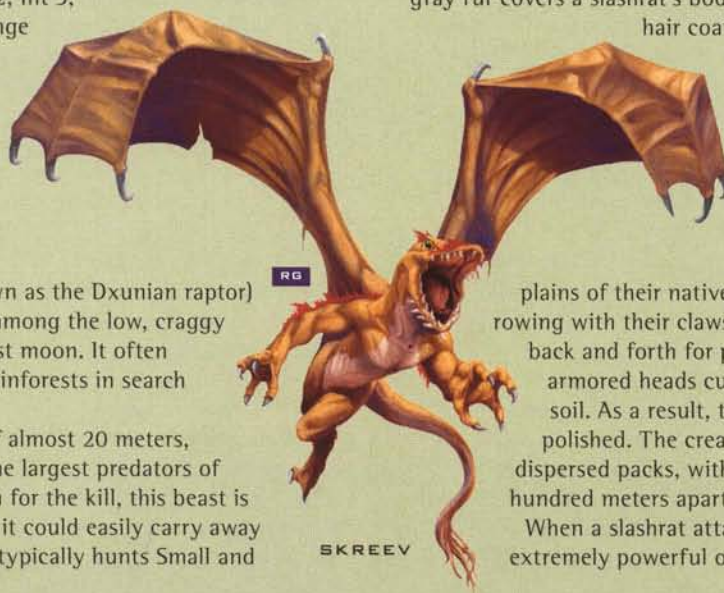 2, Int 3,
nge
wn as the Dxunian raptor)
among the low, craggy
st moon. It often
inforests in search
f almost 20 meters,
ne largest predators of
n for the kill, this beast is
it could easily carry away
typically hunts Small and
RG
SKREEV
gray fur covers a slashrat's bod
hair coa
plains of their native
rowing with their claws
back and forth for p
armored heads cu
soil. As a result, t
polished. The crea
dispersed packs, with
hundred meters apart
When a slashrat atta
extremely powerful o